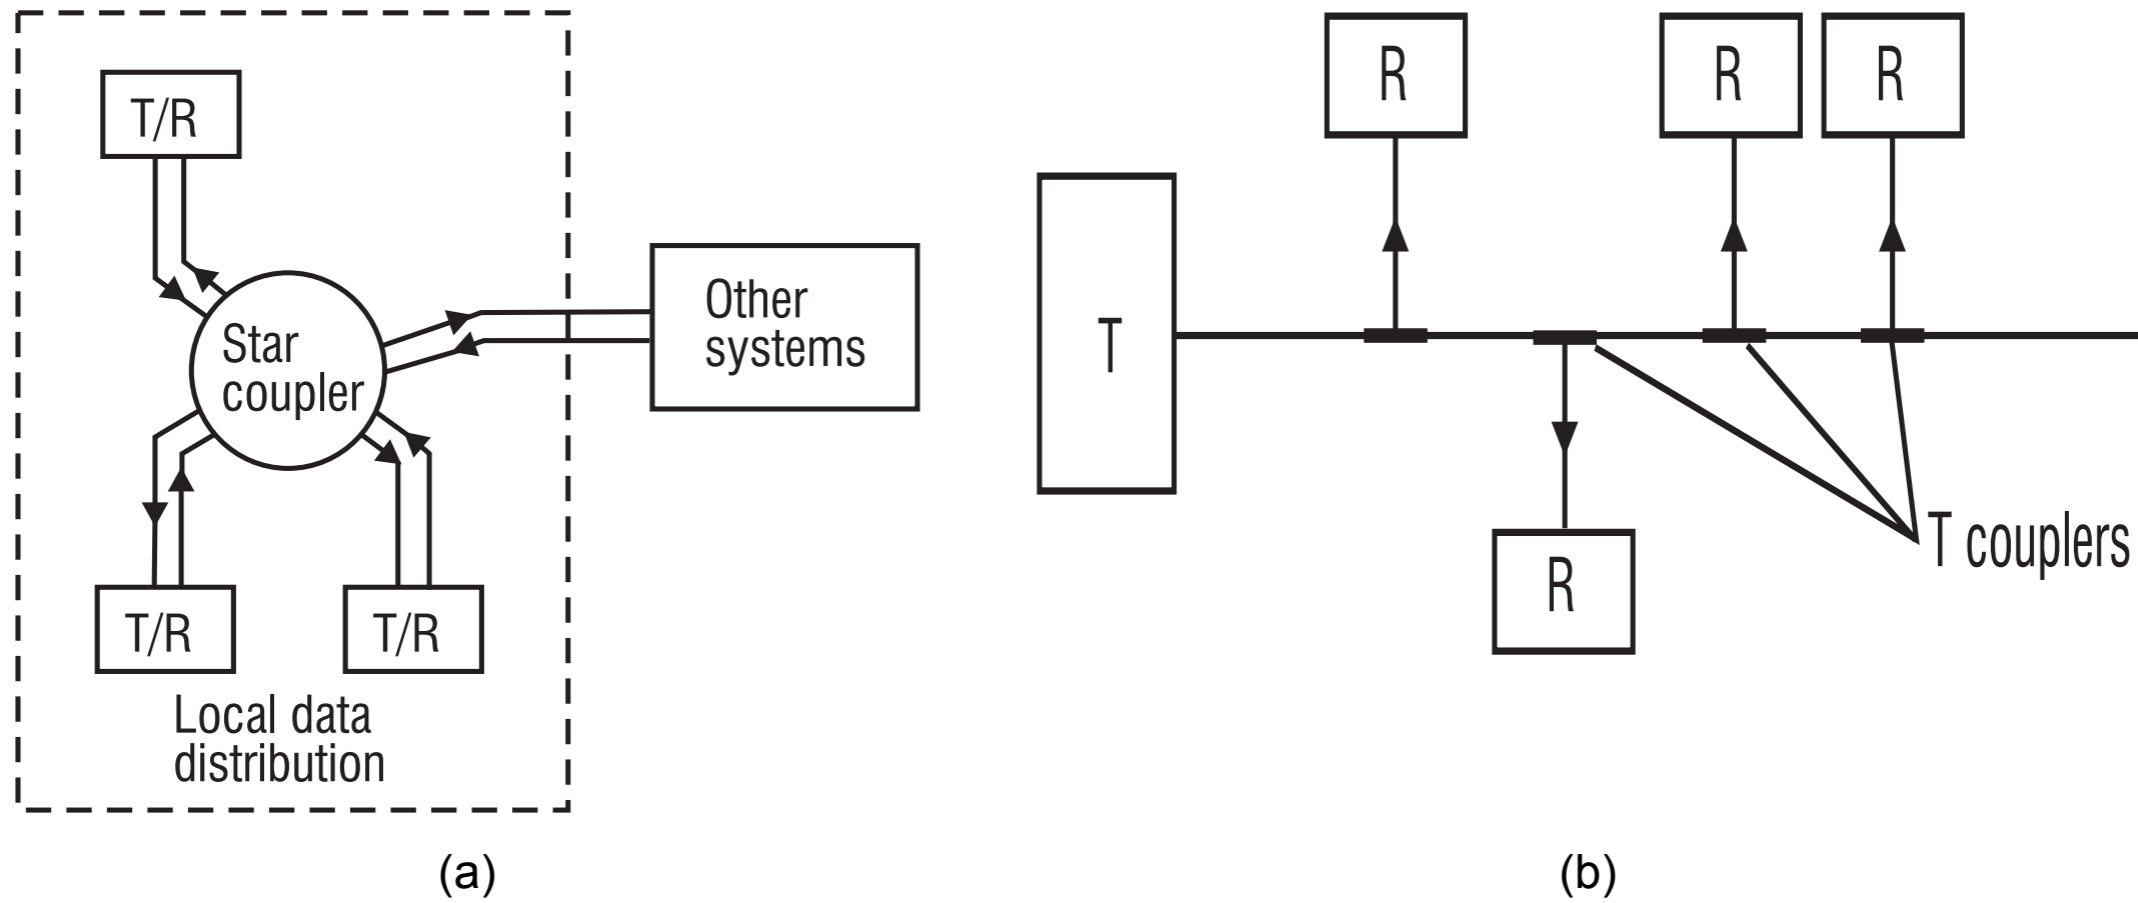 T/R
Star
coupler
Other
systems
T/R
T/R
Local data
distribution
(a)
R
R
R
T
R
T couplers
(b)